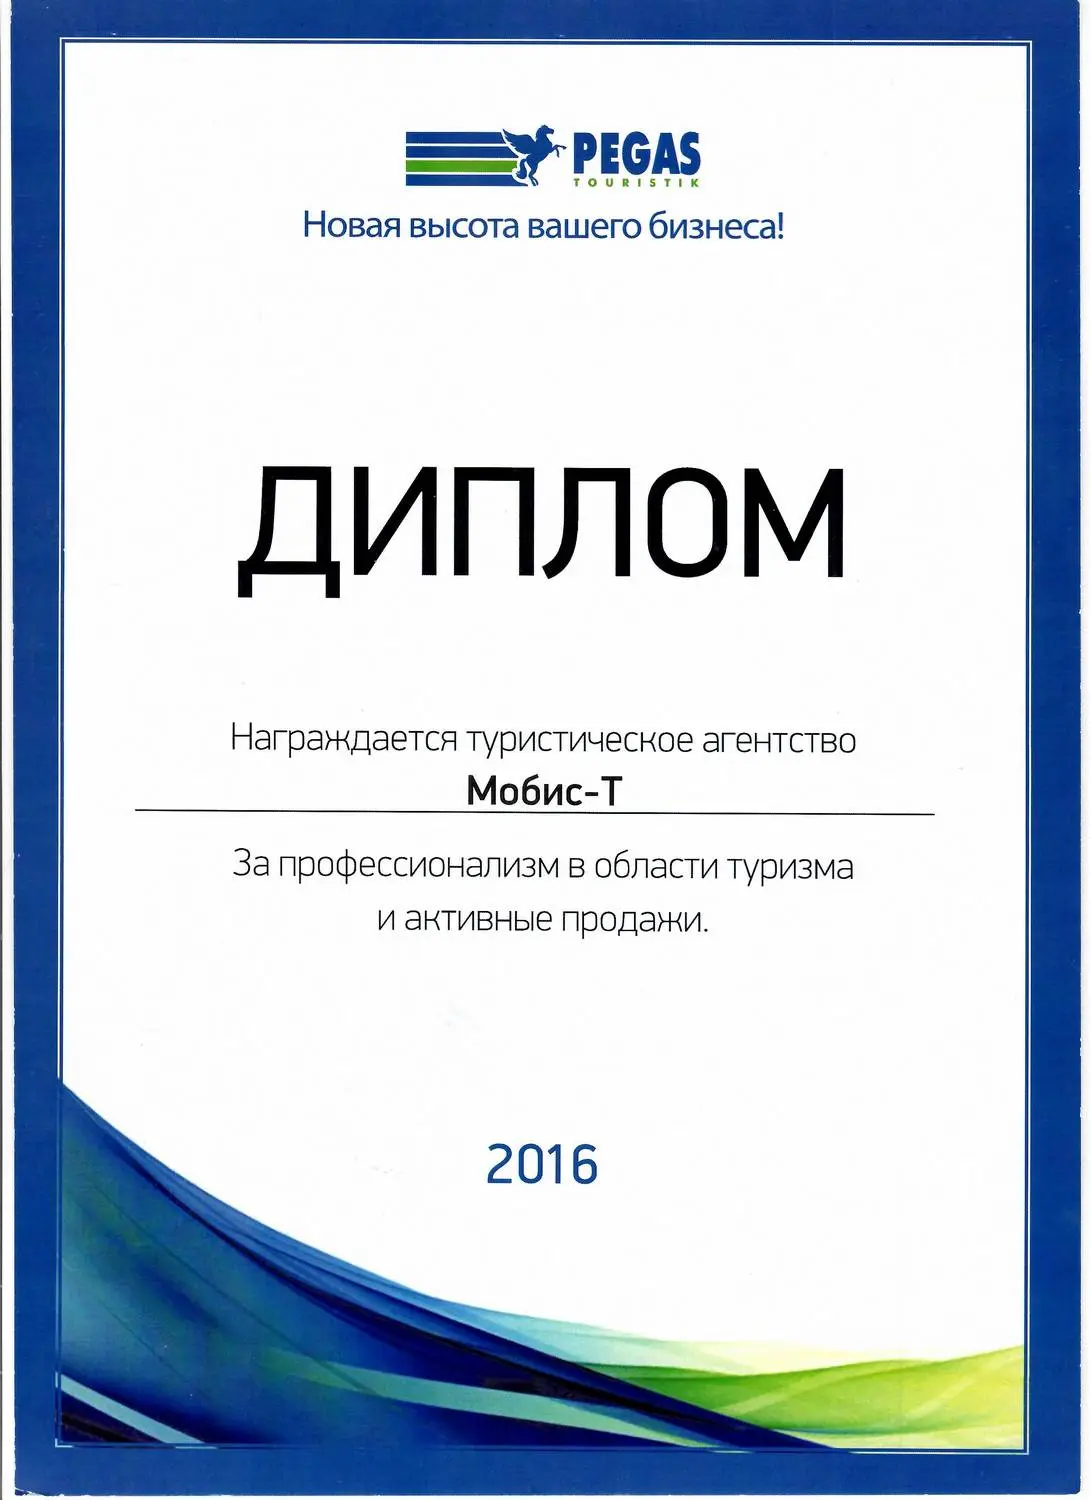 PEGAS
TOURISTIK
Новая высота вашего бизнеса!
ДИПЛОМ
Награждается туристическое агентство
Мобис-Т
За профессионализм в области туризма
и активные продажи.
2016